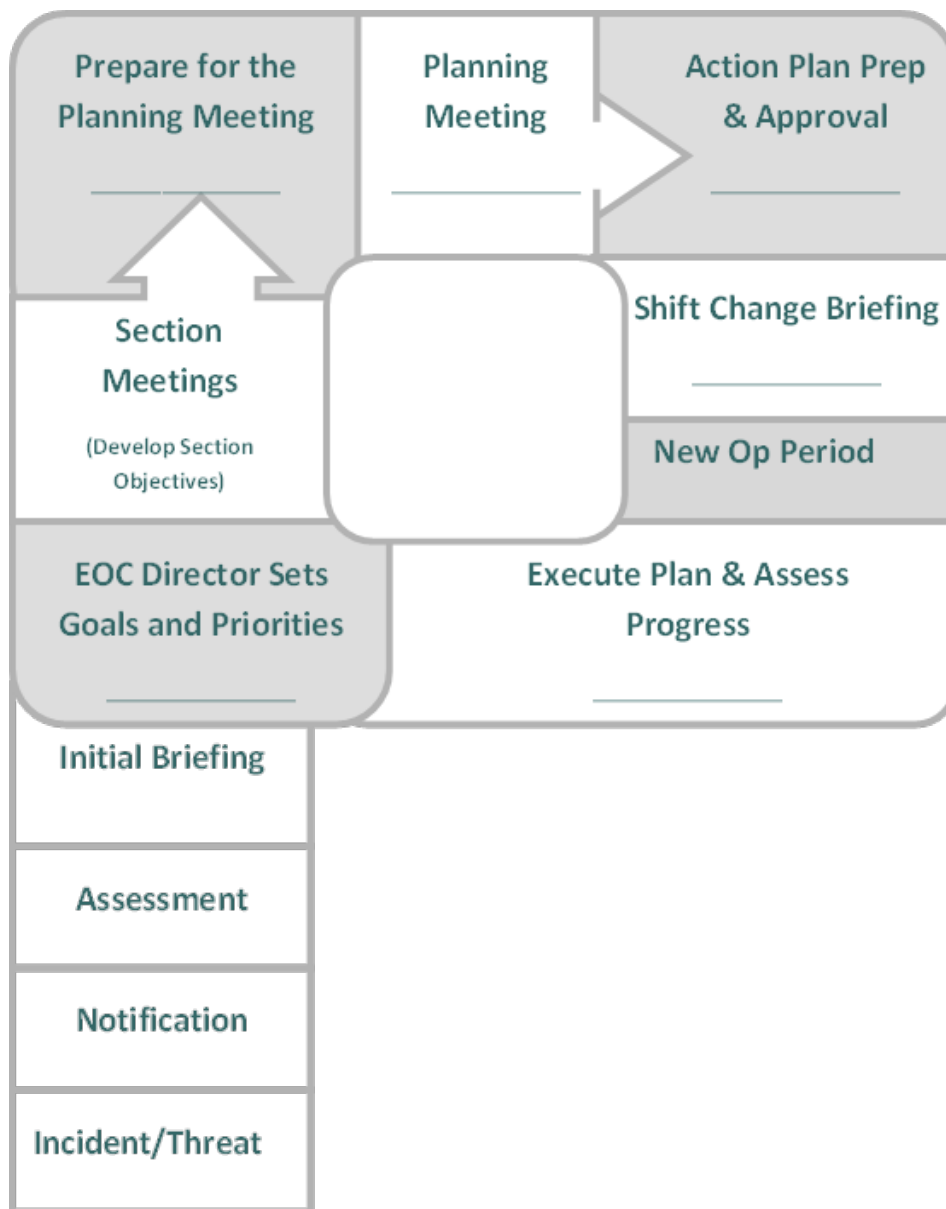 Prepare for the
Planning Meeting
Planning
Meeting
Action Plan Prep
& Approval
Shift Change Briefing
Section
Meetings
(Develop Section
Objectives)
New Op Period
EOC Director Sets
Goals and Priorities
Execute Plan & Assess
Progress
Initial Briefing
Assessment
Notification
Incident/Threat